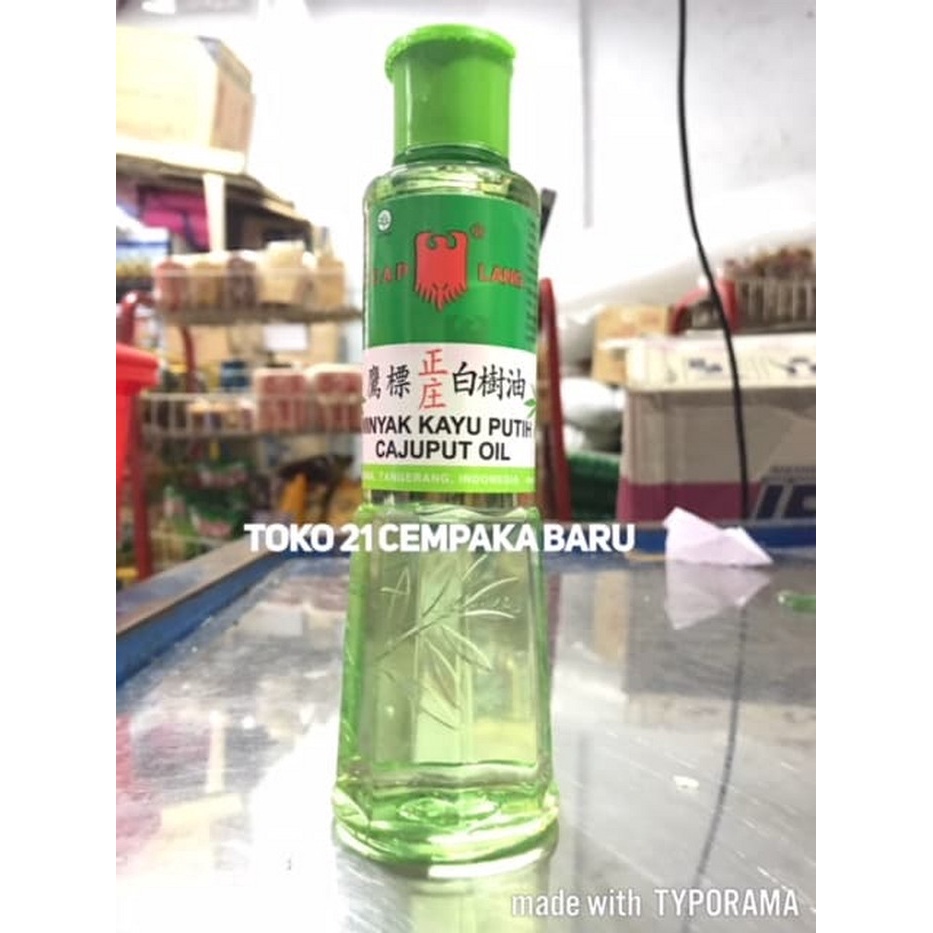 CAP LANG
®
鷹標 正庄 白樹油
MINYAK KAYU PUTIH
CAJUPUT OIL
TANGERANG, INDONESIA
TOKO 21 CEMPAKA BARU
made with TYPORAMA